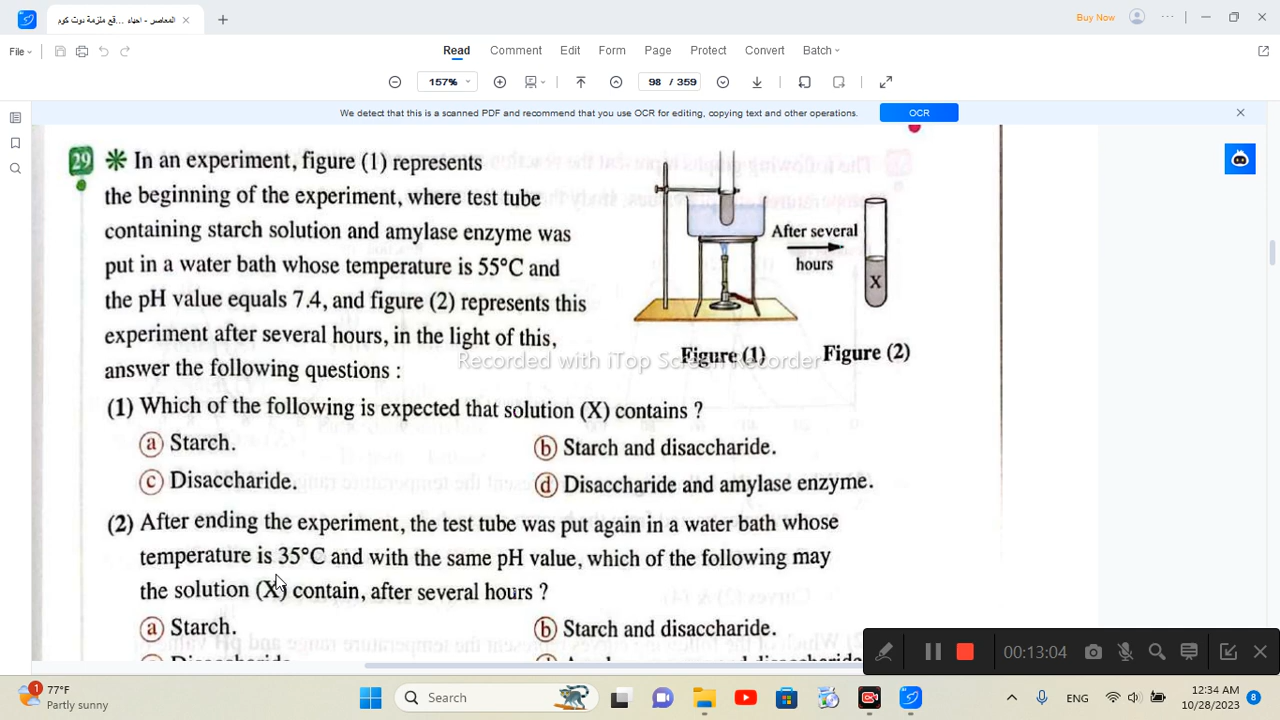 المعاصر - احياء ...قع ملزمة دوت كوم
Buy Now
File
Read Comment Edit Form Page Protect Convert Batch
157% 98 / 359
We detect that this is a scanned PDF and recommend that you use OCR for editing, copying text and other operations. OCR
29 * In an experiment, figure (1) represents
the beginning of the experiment, where test tube
containing starch solution and amylase enzyme was
put in a water bath whose temperature is 55°C and
the pH value equals 7.4, and figure (2) represents this
experiment after several hours, in the light of this,
answer the following questions :
After several
hours
X
Figure (1) Figure (2)
Recorded with iTop Screen Recorder
(1) Which of the following is expected that solution (X) contains ?
a Starch. b Starch and disaccharide.
c Disaccharide. d Disaccharide and amylase enzyme.
(2) After ending the experiment, the test tube was put again in a water bath whose
temperature is 35°C and with the same pH value, which of the following may
the solution (X) contain, after several hours ?
a Starch. b Starch and disaccharide.
00:13:04
1 77°F
Partly sunny
Search
ENG
12:34 AM
10/28/2023
8